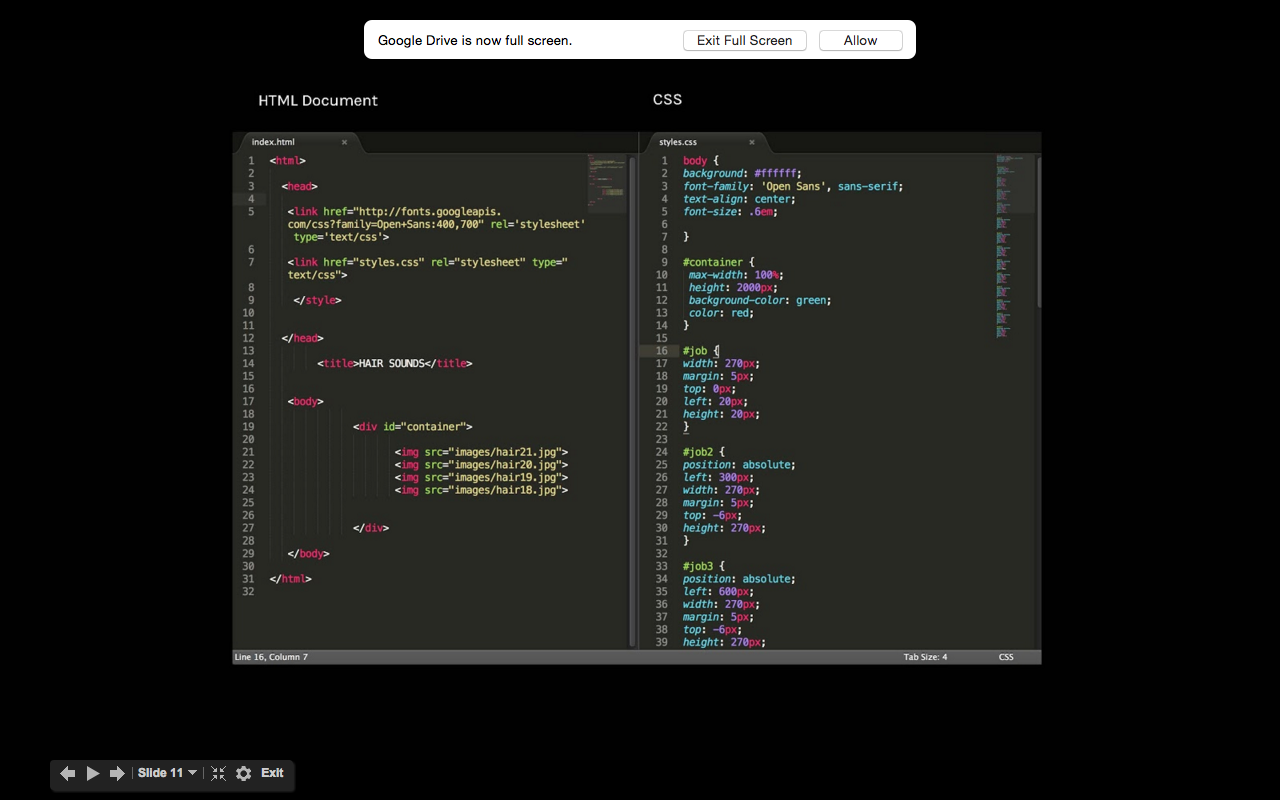 Google Drive is now full screen.
Exit Full Screen
Allow
HTML Document
CSS
index.html ×
1 <html>
2
3 <head>
4
5 <link href="http://fonts.googleapis.
com/css?family=Open+Sans:400,700" rel='stylesheet'
type='text/css'>
6
7 <link href="styles.css" rel="stylesheet" type="
text/css">
8
9 </style>
10
11
12 </head>
13
14 <title>HAIR SOUNDS</title>
15
16
17 <body>
18
19 <div id="container">
20
21 <img src="images/hair21.jpg">
22 <img src="images/hair20.jpg">
23 <img src="images/hair19.jpg">
24 <img src="images/hair18.jpg">
25
26
27 </div>
28
29 </body>
30
31 </html>
32
styles.css ×
1 body {
2 background: #ffffff;
3 font-family: 'Open Sans', sans-serif;
4 text-align: center;
5 font-size: .6em;
6
7 }
8
9 #container {
10 max-width: 100%;
11 height: 2000px;
12 background-color: green;
13 color: red;
14 }
15
16 #job {
17 width: 270px;
18 margin: 5px;
19 top: 0px;
20 left: 20px;
21 height: 20px;
22 }
23
24 #job2 {
25 position: absolute;
26 left: 300px;
27 width: 270px;
28 margin: 5px;
29 top: -6px;
30 height: 270px;
31 }
32
33 #job3 {
34 position: absolute;
35 left: 600px;
36 width: 270px;
37 margin: 5px;
38 top: -6px;
39 height: 270px;
Line 16, Column 7
Tab Size: 4
CSS
Slide 11
Exit